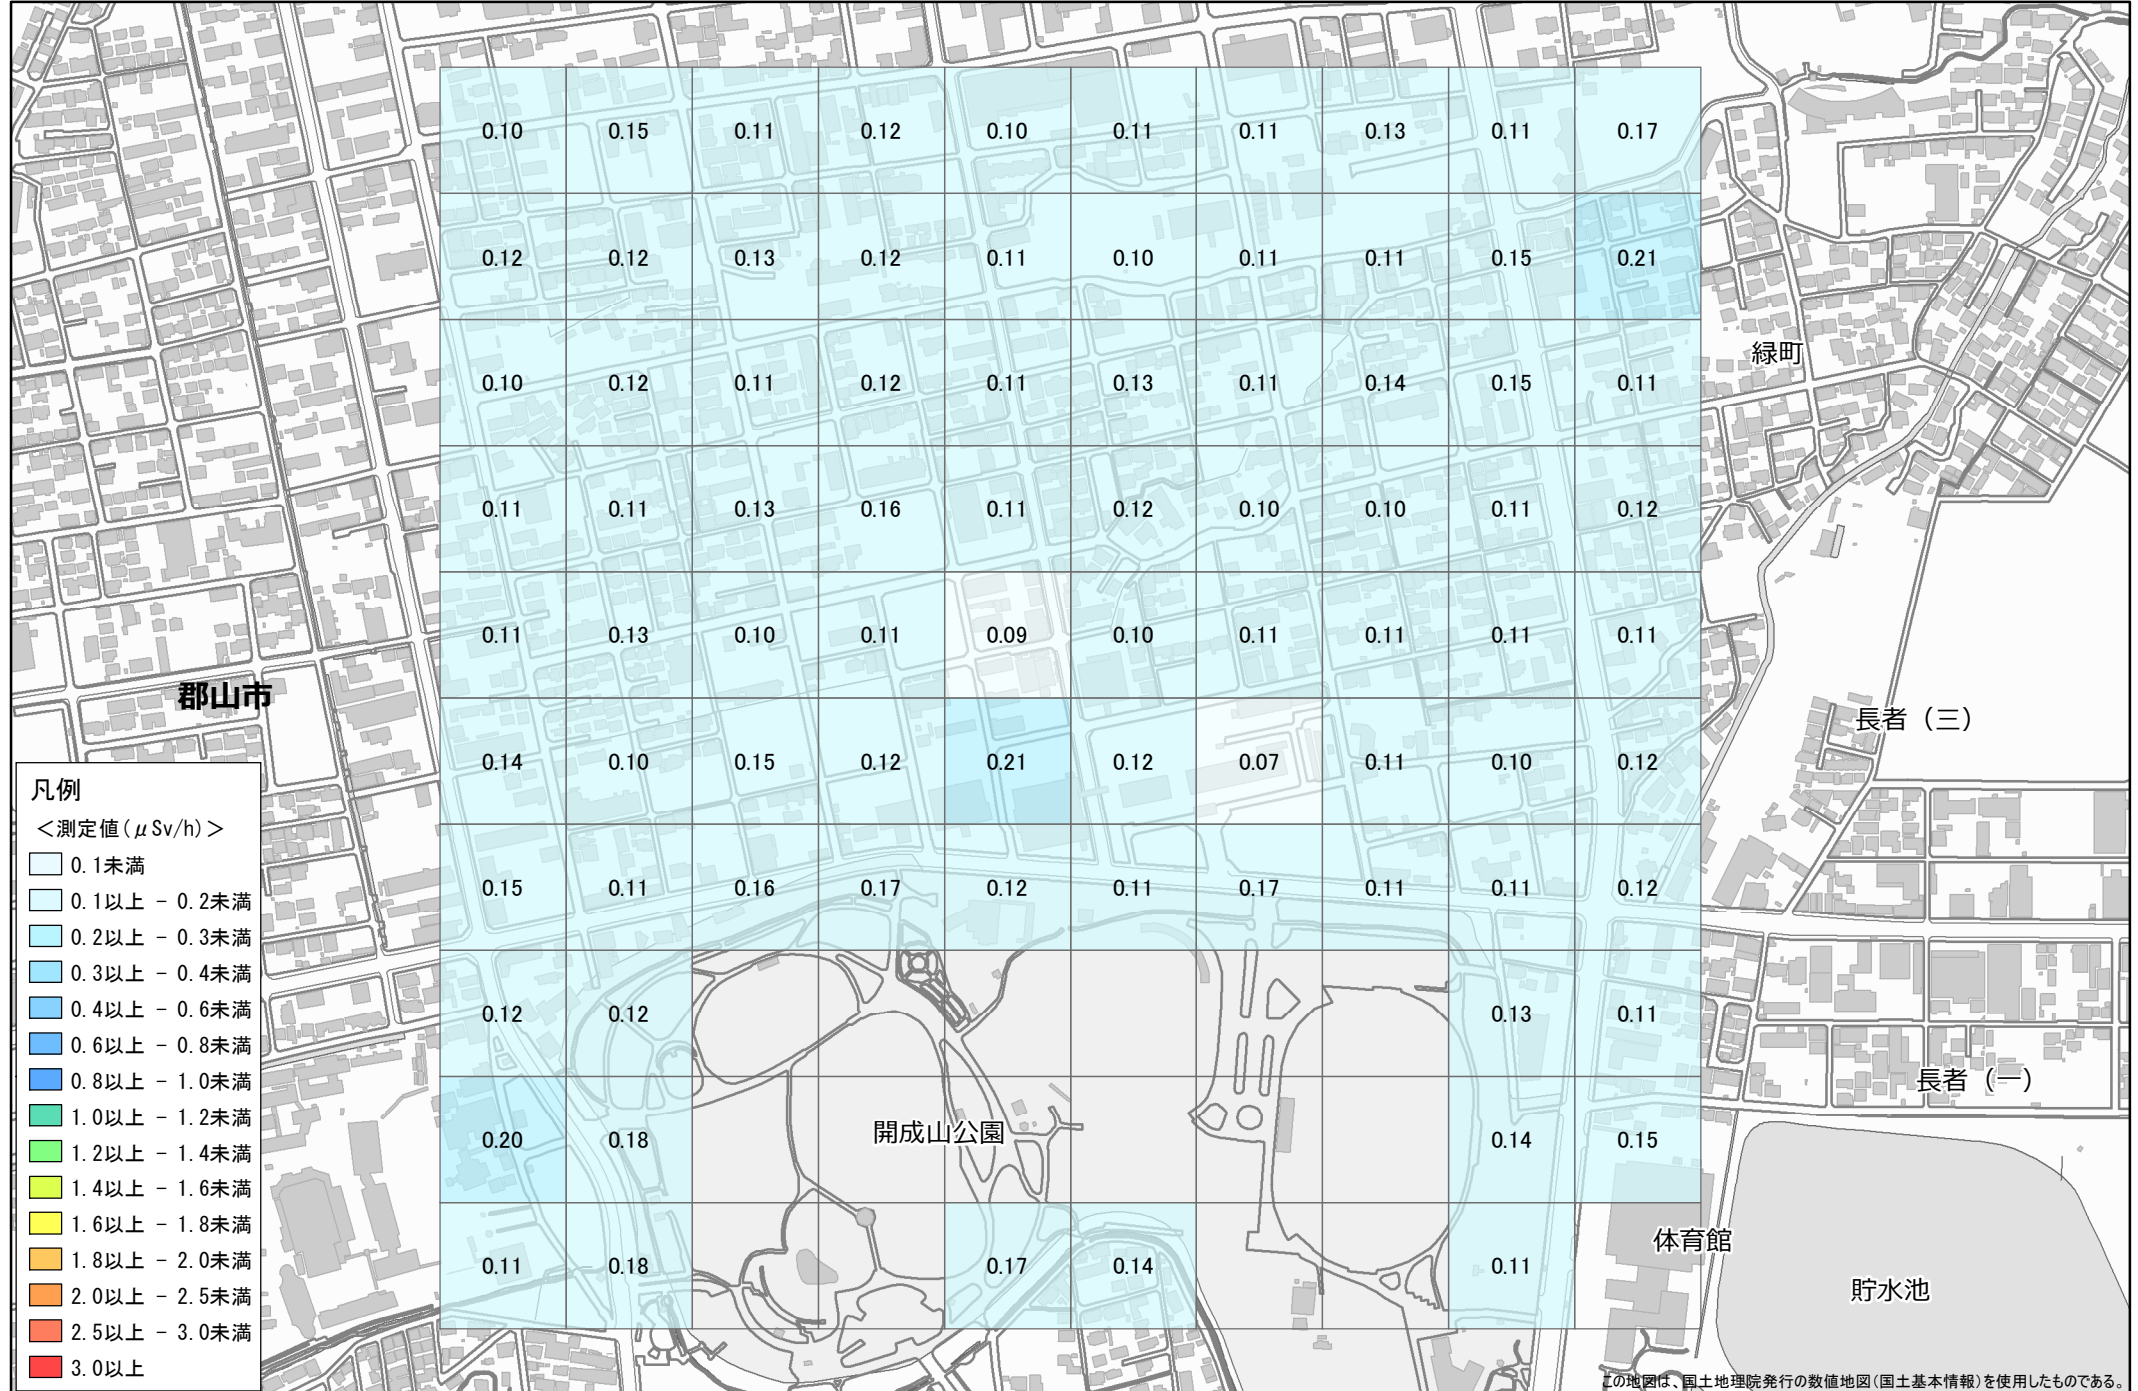 0.10 0.15 0.11 0.12 0.10 0.11 0.11 0.13 0.11 0.17
0.12 0.12 0.13 0.12 0.11 0.10 0.11 0.11 0.15 0.21
緑町
0.10 0.12 0.11 0.12 0.11 0.13 0.11 0.14 0.15 0.11
0.11 0.11 0.13 0.16 0.11 0.12 0.10 0.10 0.11 0.12
0.11 0.13 0.10 0.11 0.09 0.10 0.11 0.11 0.11 0.11
郡山市
長者（三）
0.14 0.10 0.15 0.12 0.21 0.12 0.07 0.11 0.10 0.12
0.15 0.11 0.16 0.17 0.12 0.11 0.17 0.11 0.11 0.12
0.12 0.12 0.13 0.11
長者（一）
0.20 0.18 開成山公園 0.14 0.15
体育館
0.11 0.18 0.17 0.14 0.11
貯水池
凡例
＜測定値(μSv/h)＞
0.1未満
0.1以上 - 0.2未満
0.2以上 - 0.3未満
0.3以上 - 0.4未満
0.4以上 - 0.6未満
0.6以上 - 0.8未満
0.8以上 - 1.0未満
1.0以上 - 1.2未満
1.2以上 - 1.4未満
1.4以上 - 1.6未満
1.6以上 - 1.8未満
1.8以上 - 2.0未満
2.0以上 - 2.5未満
2.5以上 - 3.0未満
3.0以上
この地図は、国土地理院発行の数値地図(国土基本情報)を使用したものである。